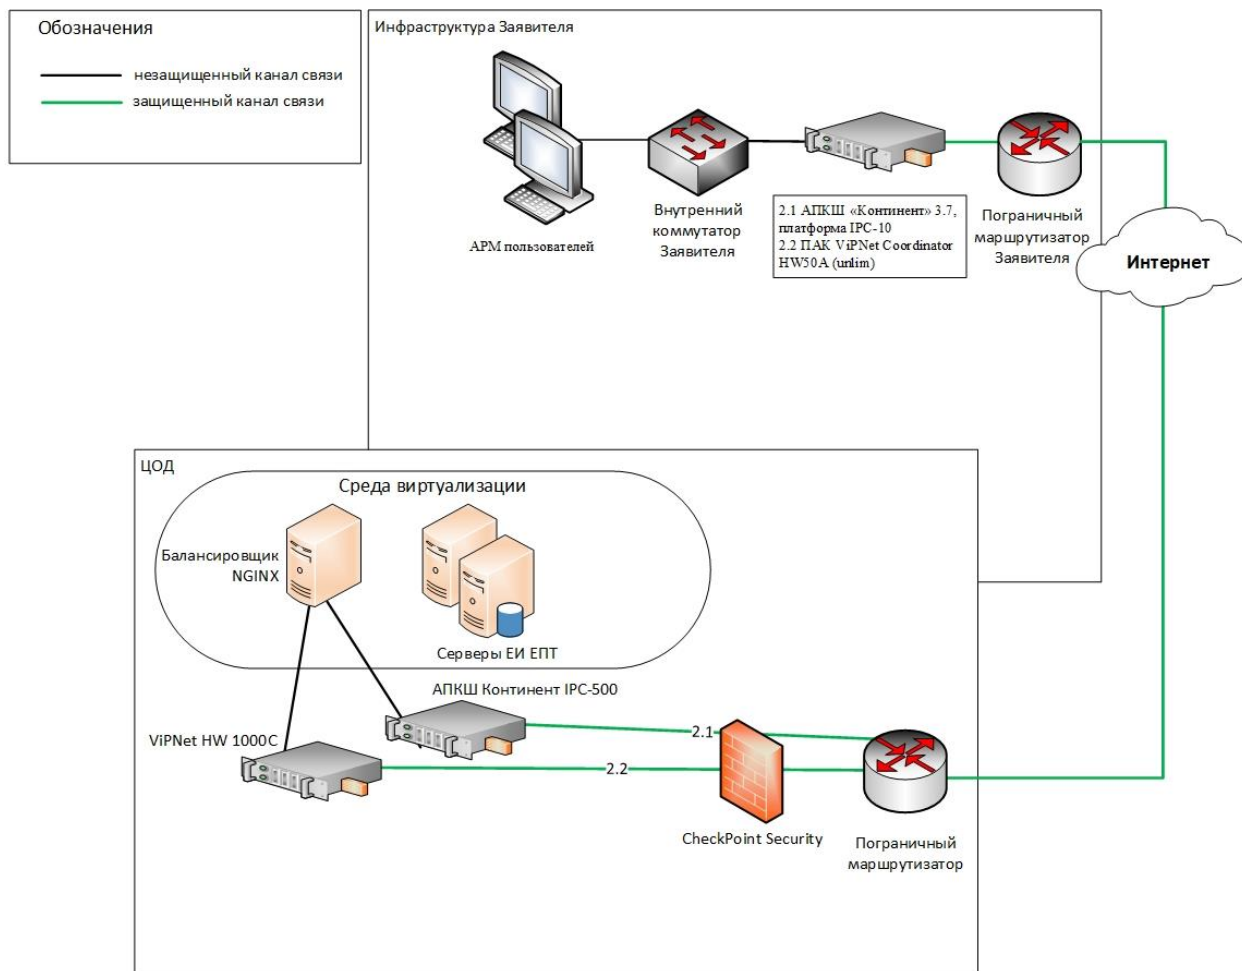 Обозначения
незащищенный канал связи
защищенный канал связи
Инфраструктура Заявителя
АРМ пользователей
Внутренний
коммутатор
Заявителя
2.1 АПКШ «Континент» 3.7,
платформа IPC-10
2.2 ПАК ViPNet Coordinator
HW50A (unlim)
Пограничный
маршрутизатор
Заявителя
Интернет
ЦОД
Среда виртуализации
Балансировщик
NGINX
Серверы ЕИ ЕПТ
АПКШ Континент IPC-500
ViPNet HW 1000C
2.1
2.2
CheckPoint Security
Пограничный
маршрутизатор